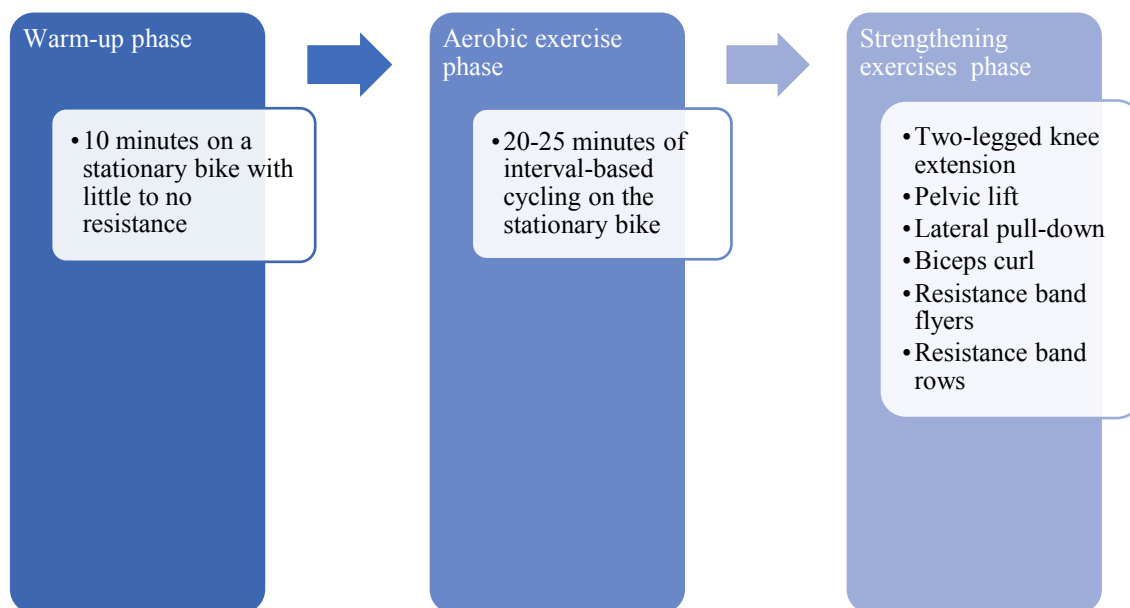 Warm-up phase
•10 minutes on a
stationary bike with
little to no
resistance
Aerobic exercise
phase
•20-25 minutes of
interval-based
cycling on the
stationary bike
Strengthening
exercises phase
•Two-legged knee
extension
•Pelvic lift
•Lateral pull-down
•Biceps curl
•Resistance band
flyers
•Resistance band
rows